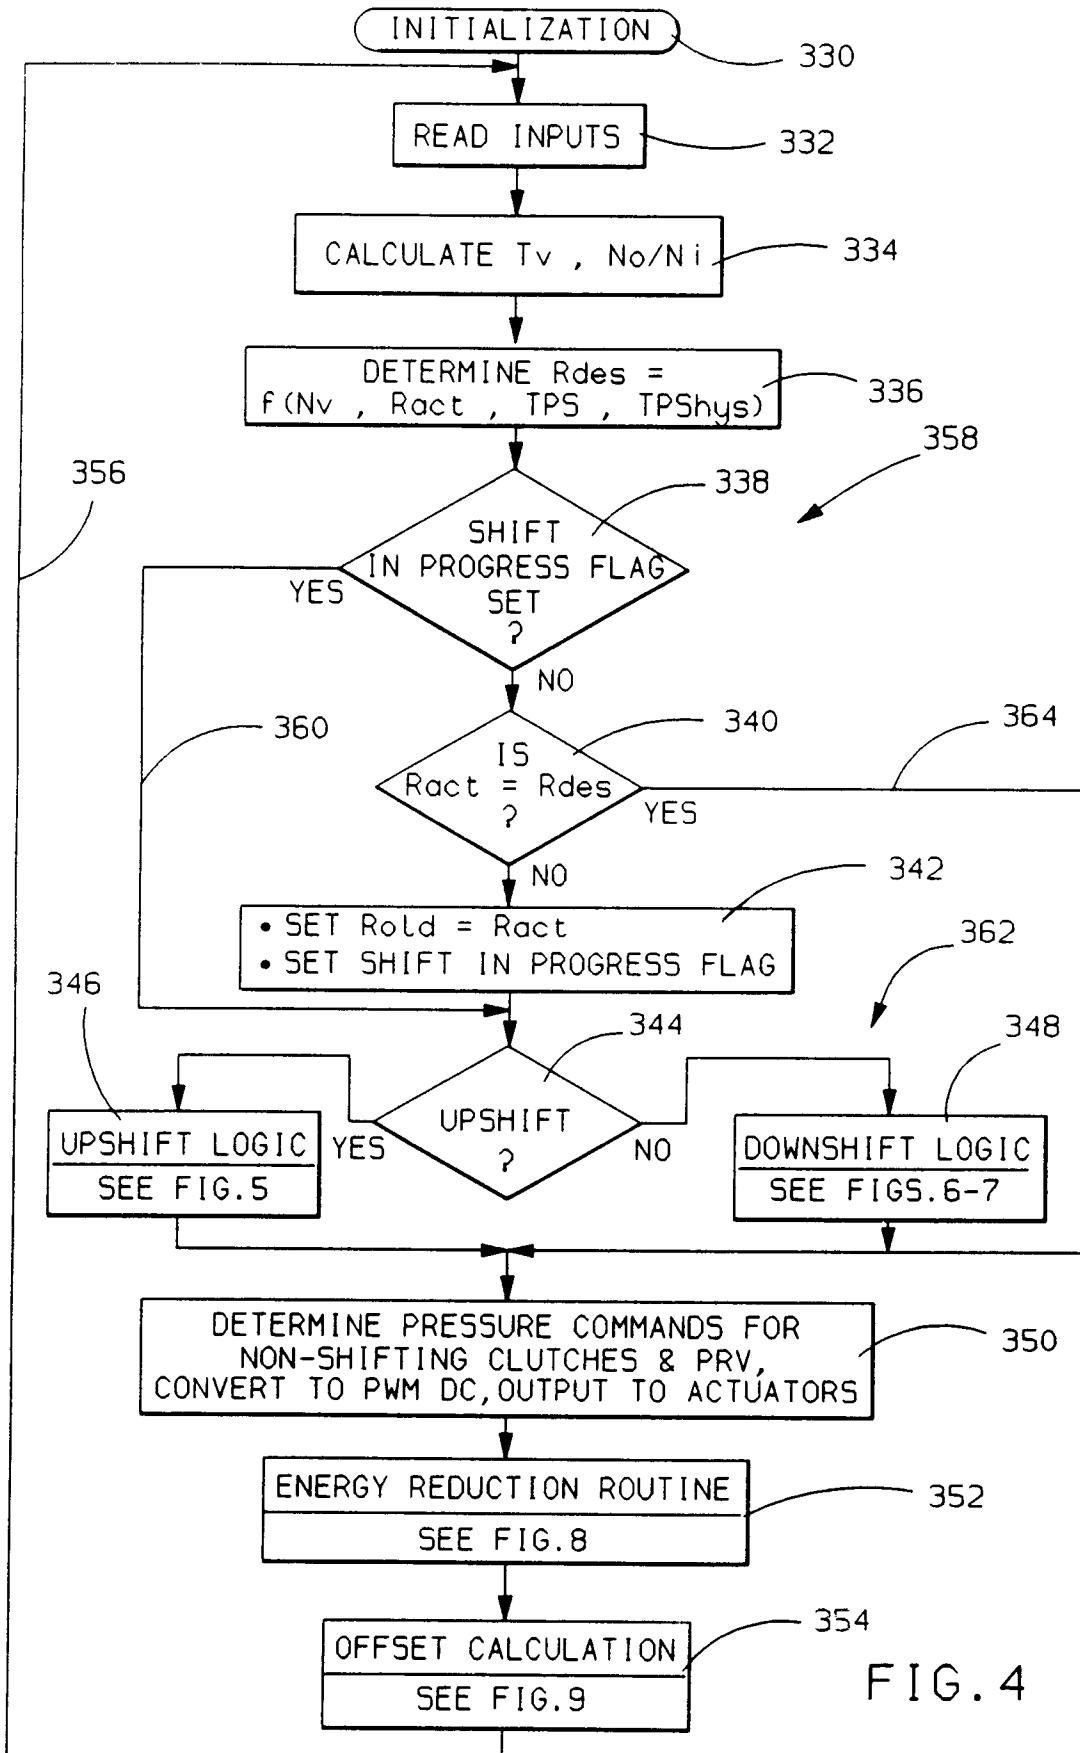 INITIALIZATION
330
READ INPUTS
332
CALCULATE Tv , No/Ni
334
DETERMINE Rdes =
f(Nv , Ract , TPS , TPShys)
336
358
356
338
SHIFT
IN PROGRESS FLAG
SET
?
YES
NO
360
340
364
IS
Ract = Rdes
?
YES
NO
342
• SET Rold = Ract
• SET SHIFT IN PROGRESS FLAG
362
346
344
348
UPSHIFT
?
YES
NO
UPSHIFT LOGIC
SEE FIG.5
DOWNSHIFT LOGIC
SEE FIGS.6-7
DETERMINE PRESSURE COMMANDS FOR
NON-SHIFTING CLUTCHES & PRV,
CONVERT TO PWM DC,OUTPUT TO ACTUATORS
350
ENERGY REDUCTION ROUTINE
SEE FIG.8
352
OFFSET CALCULATION
SEE FIG.9
354
FIG.4